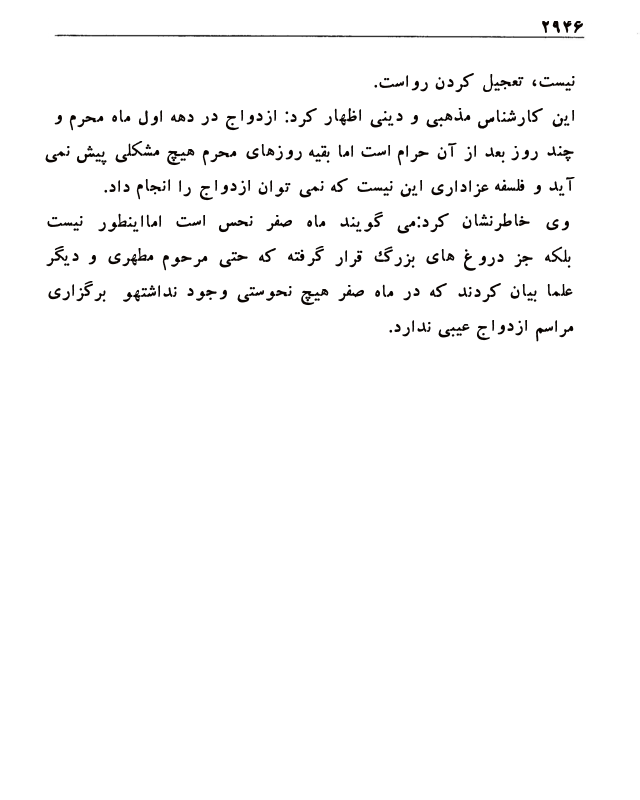 ۲۹۴۶
نیست، تعجیل کردن رواست.
این کارشناس مذهبی و دینی اظهار کرد: ازدواج در دهه اول ماه محرم و
چند روز بعد از آن حرام است اما بقیه روزهای محرم هیچ مشکلی پیش نمی
آید و فلسفه عزاداری این نیست که نمی توان ازدواج را انجام داد.
وی خاطرنشان کرد:می گویند ماه صفر نحس است امااینطور نیست
بلکه جز دروغ های بزرگ قرار گرفته که حتی مرحوم مطهری و دیگر
علما بیان کردند که در ماه صفر هیچ نحوستی وجود نداشتهو برگزاری
مراسم ازدواج عیبی ندارد.